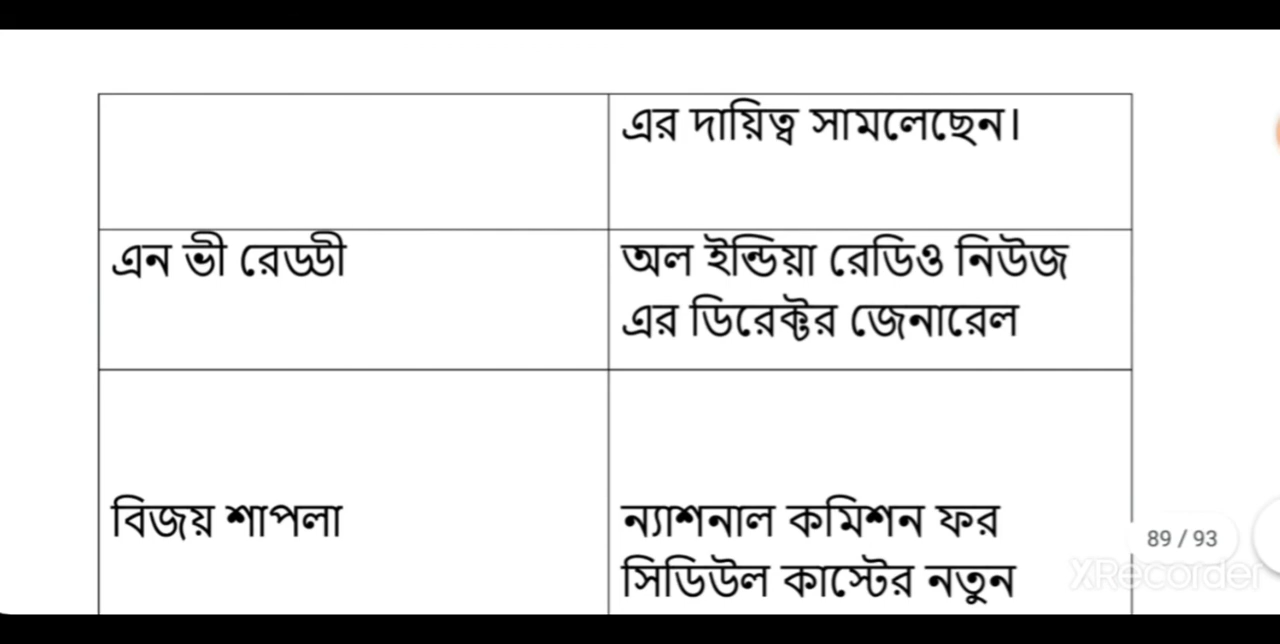 এর দায়িত্ব সামলেছেন।
এন ভী রেড্ডী
অল ইন্ডিয়া রেডিও নিউজ
এর ডিরেক্টর জেনারেল
বিজয় শাপলা
ন্যাশনাল কমিশন ফর
সিডিউল কাস্টের নতুন
89 / 93
XRecorder